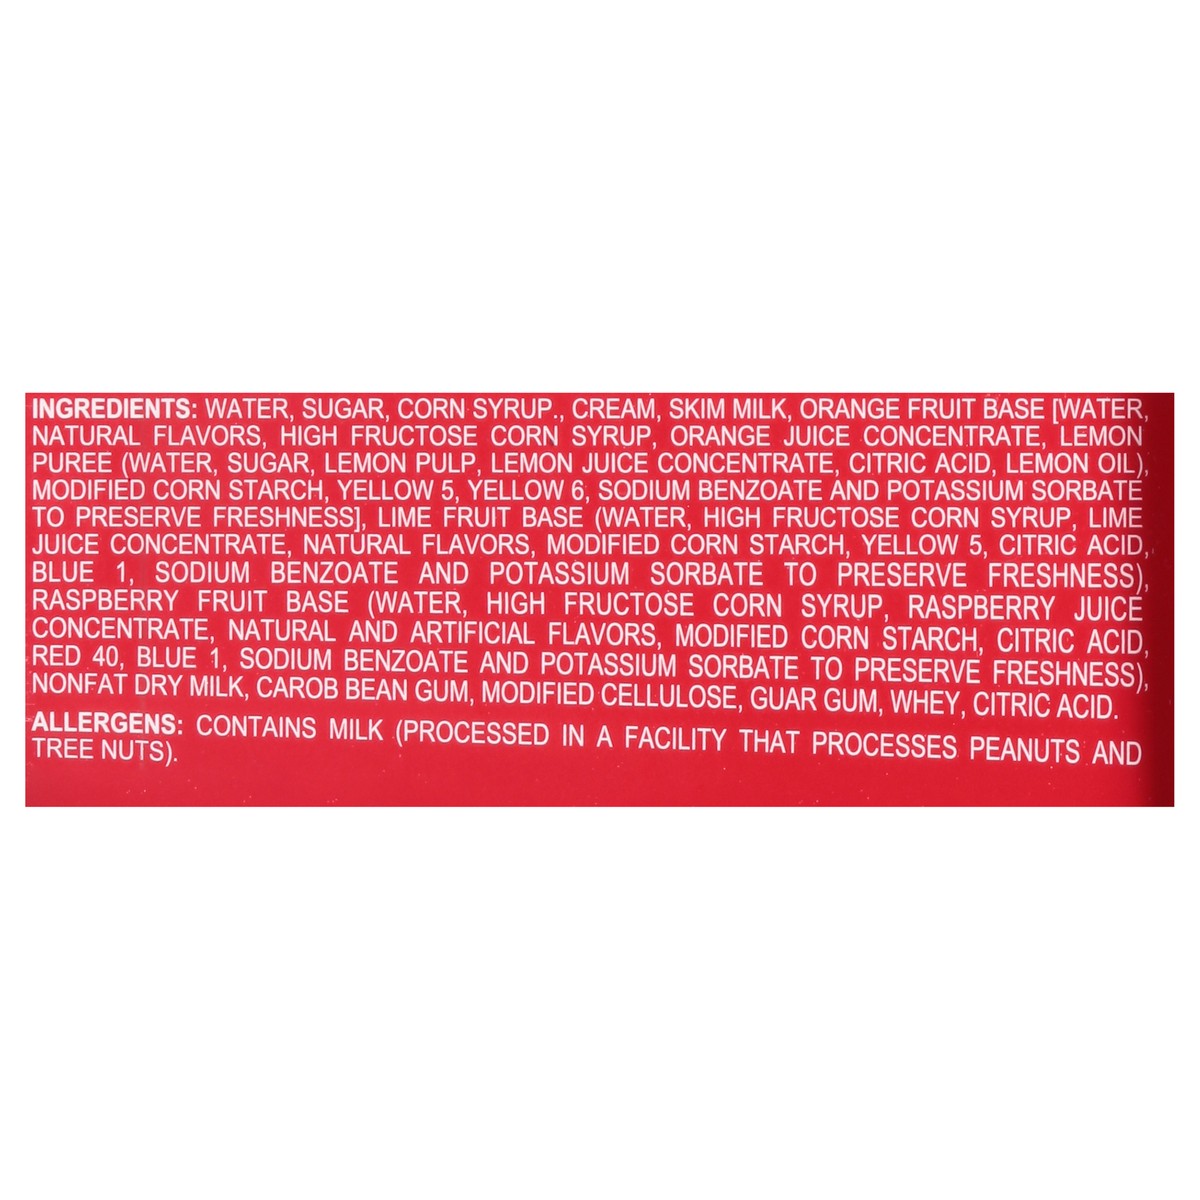 INGREDIENTS: WATER, SUGAR, CORN SYRUP., CREAM, SKIM MILK, ORANGE FRUIT BASE [WATER,
NATURAL FLAVORS, HIGH FRUCTOSE CORN SYRUP, ORANGE JUICE CONCENTRATE, LEMON
PUREE (WATER, SUGAR, LEMON PULP, LEMON JUICE CONCENTRATE, CITRIC ACID, LEMON OIL),
MODIFIED CORN STARCH, YELLOW 5, YELLOW 6, SODIUM BENZOATE AND POTASSIUM SORBATE
TO PRESERVE FRESHNESS], LIME FRUIT BASE (WATER, HIGH FRUCTOSE CORN SYRUP, LIME
JUICE CONCENTRATE, NATURAL FLAVORS, MODIFIED CORN STARCH, YELLOW 5, CITRIC ACID,
BLUE 1, SODIUM BENZOATE AND POTASSIUM SORBATE TO PRESERVE FRESHNESS),
RASPBERRY FRUIT BASE (WATER, HIGH FRUCTOSE CORN SYRUP, RASPBERRY JUICE
CONCENTRATE, NATURAL AND ARTIFICIAL FLAVORS, MODIFIED CORN STARCH, CITRIC ACID,
RED 40, BLUE 1, SODIUM BENZOATE AND POTASSIUM SORBATE TO PRESERVE FRESHNESS),
NONFAT DRY MILK, CAROB BEAN GUM, MODIFIED CELLULOSE, GUAR GUM, WHEY, CITRIC ACID.
ALLERGENS: CONTAINS MILK (PROCESSED IN A FACILITY THAT PROCESSES PEANUTS AND
TREE NUTS).